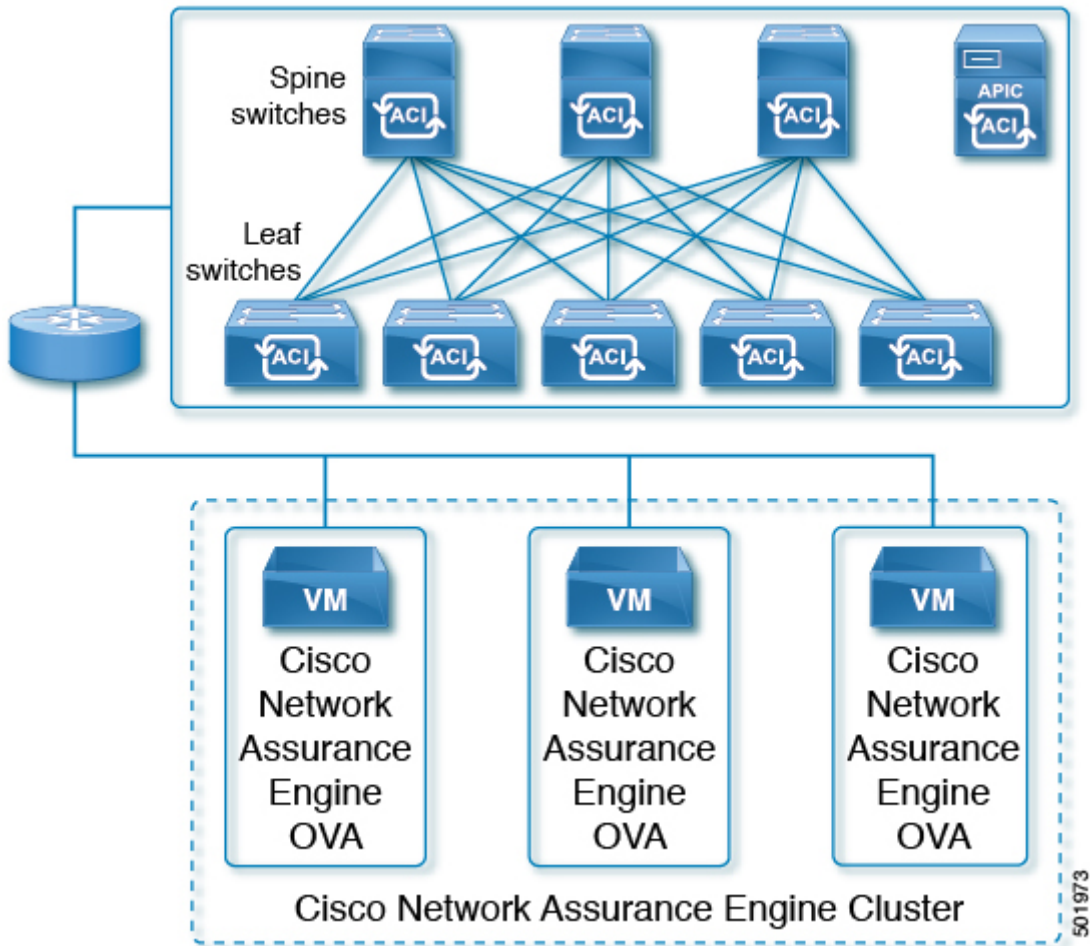 Spine
switches
ACI
ACI
ACI
APIC
ACI
Leaf
switches
ACI
ACI
ACI
ACI
ACI
VM
Cisco
Network
Assurance
Engine
OVA
VM
Cisco
Network
Assurance
Engine
OVA
VM
Cisco
Network
Assurance
Engine
OVA
Cisco Network Assurance Engine Cluster
501973